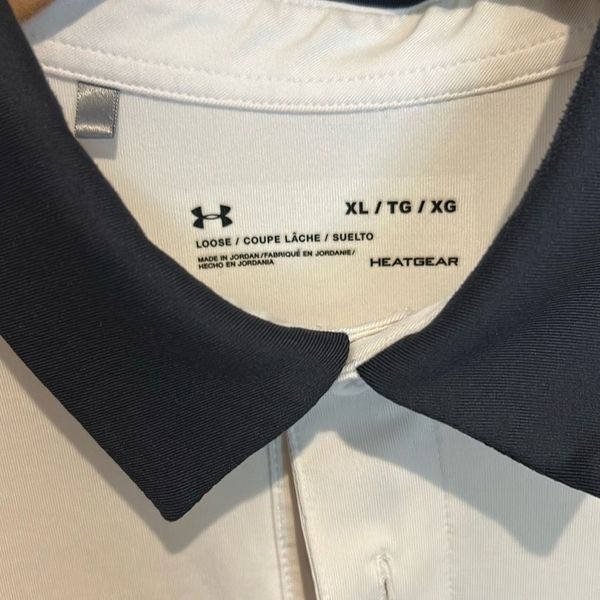 XL / TG / XG
LOOSE / COUPE LÂCHE / SUELTO
MADE IN JORDAN / FABRIQUÉ EN JORDANIE /
HECHO EN JORDANIA
HEATGEAR